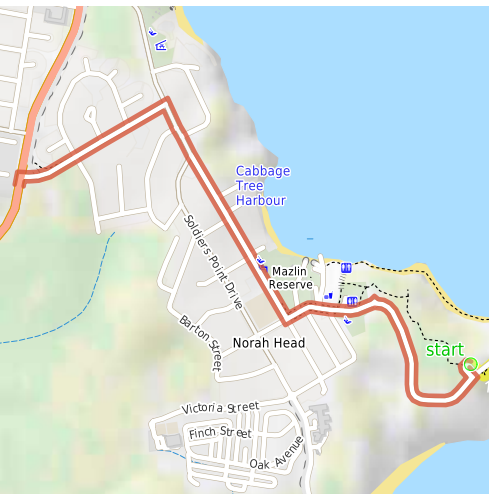 Cabbage
Tree
Harbour
Mazlin
Reserve
Soldiers Point Drive
Barton Street
Norah Head
start
Victoria Street
Finch Street
Oak Avenue